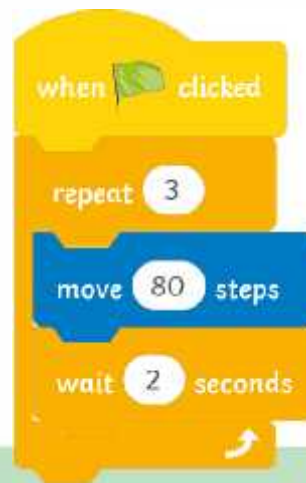 when clicked
repeat 3
move 80 steps
wait 2 seconds